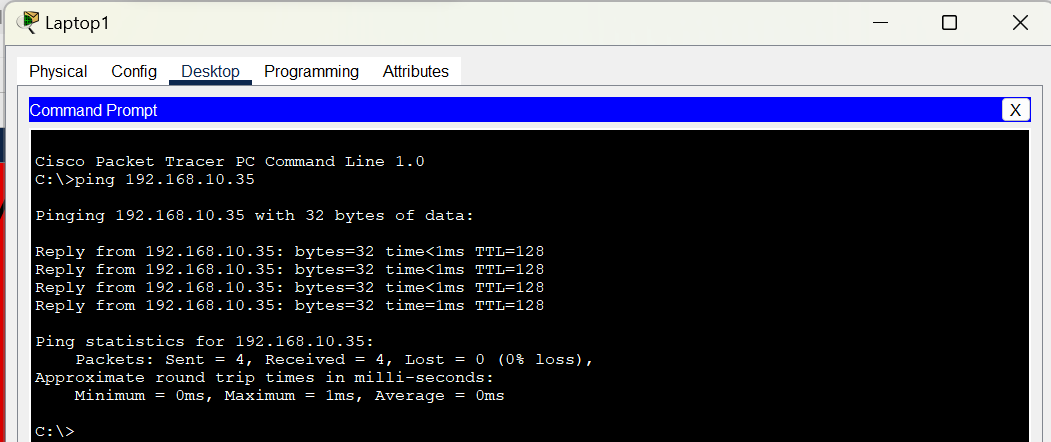 Laptop1
Physical Config Desktop Programming Attributes
Command Prompt
X
Cisco Packet Tracer PC Command Line 1.0
C:\>ping 192.168.10.35
Pinging 192.168.10.35 with 32 bytes of data:
Reply from 192.168.10.35: bytes=32 time<1ms TTL=128
Reply from 192.168.10.35: bytes=32 time<1ms TTL=128
Reply from 192.168.10.35: bytes=32 time<1ms TTL=128
Reply from 192.168.10.35: bytes=32 time=1ms TTL=128
Ping statistics for 192.168.10.35:
    Packets: Sent = 4, Received = 4, Lost = 0 (0% loss),
Approximate round trip times in milli-seconds:
    Minimum = 0ms, Maximum = 1ms, Average = 0ms
C:\>